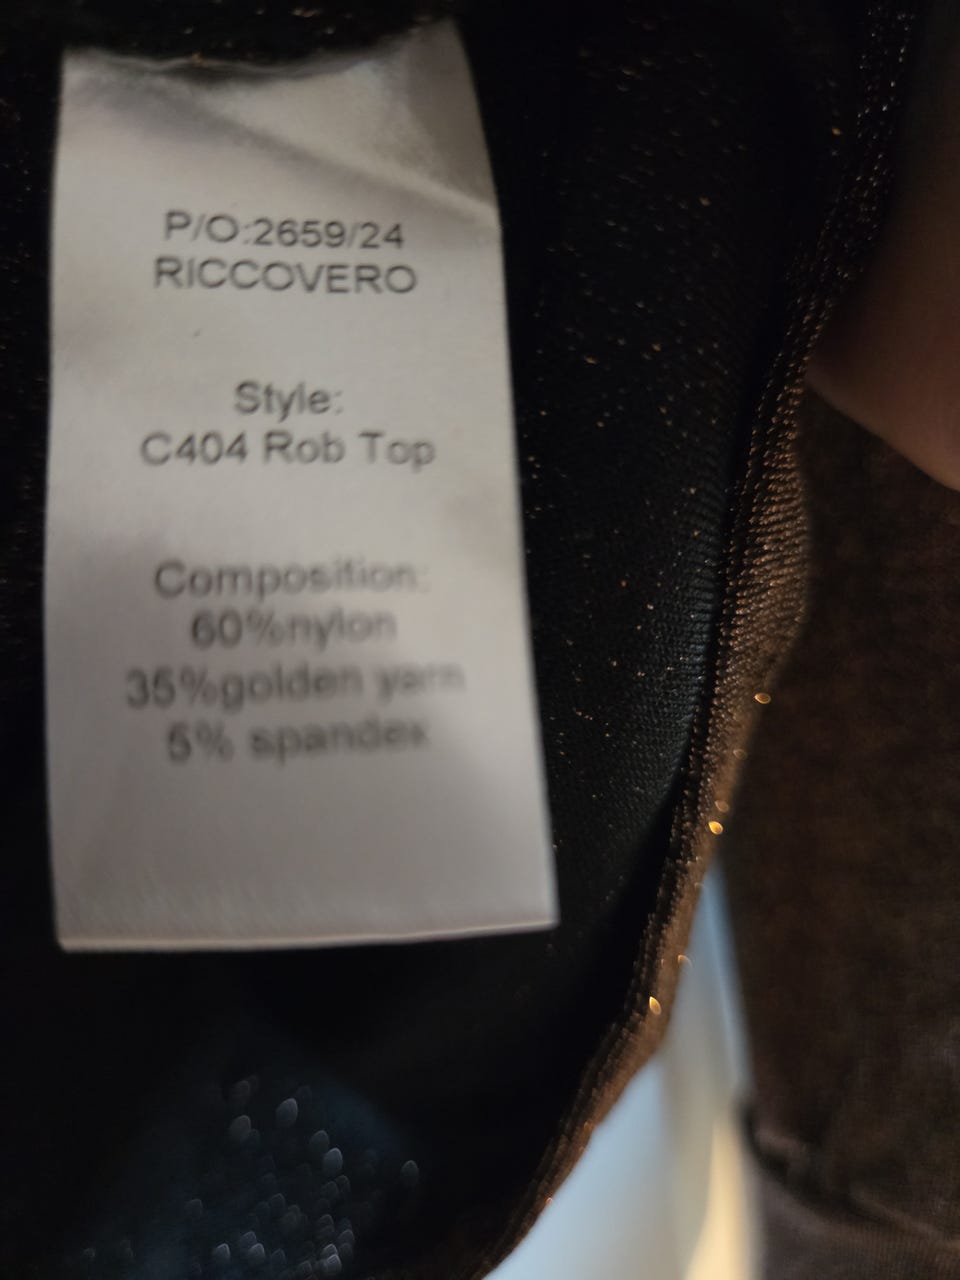 P/O:2659/24
RICCOVERO
Style:
C404 Rob Top
Composition:
60%nylon
35%golden yarn
5% spandex